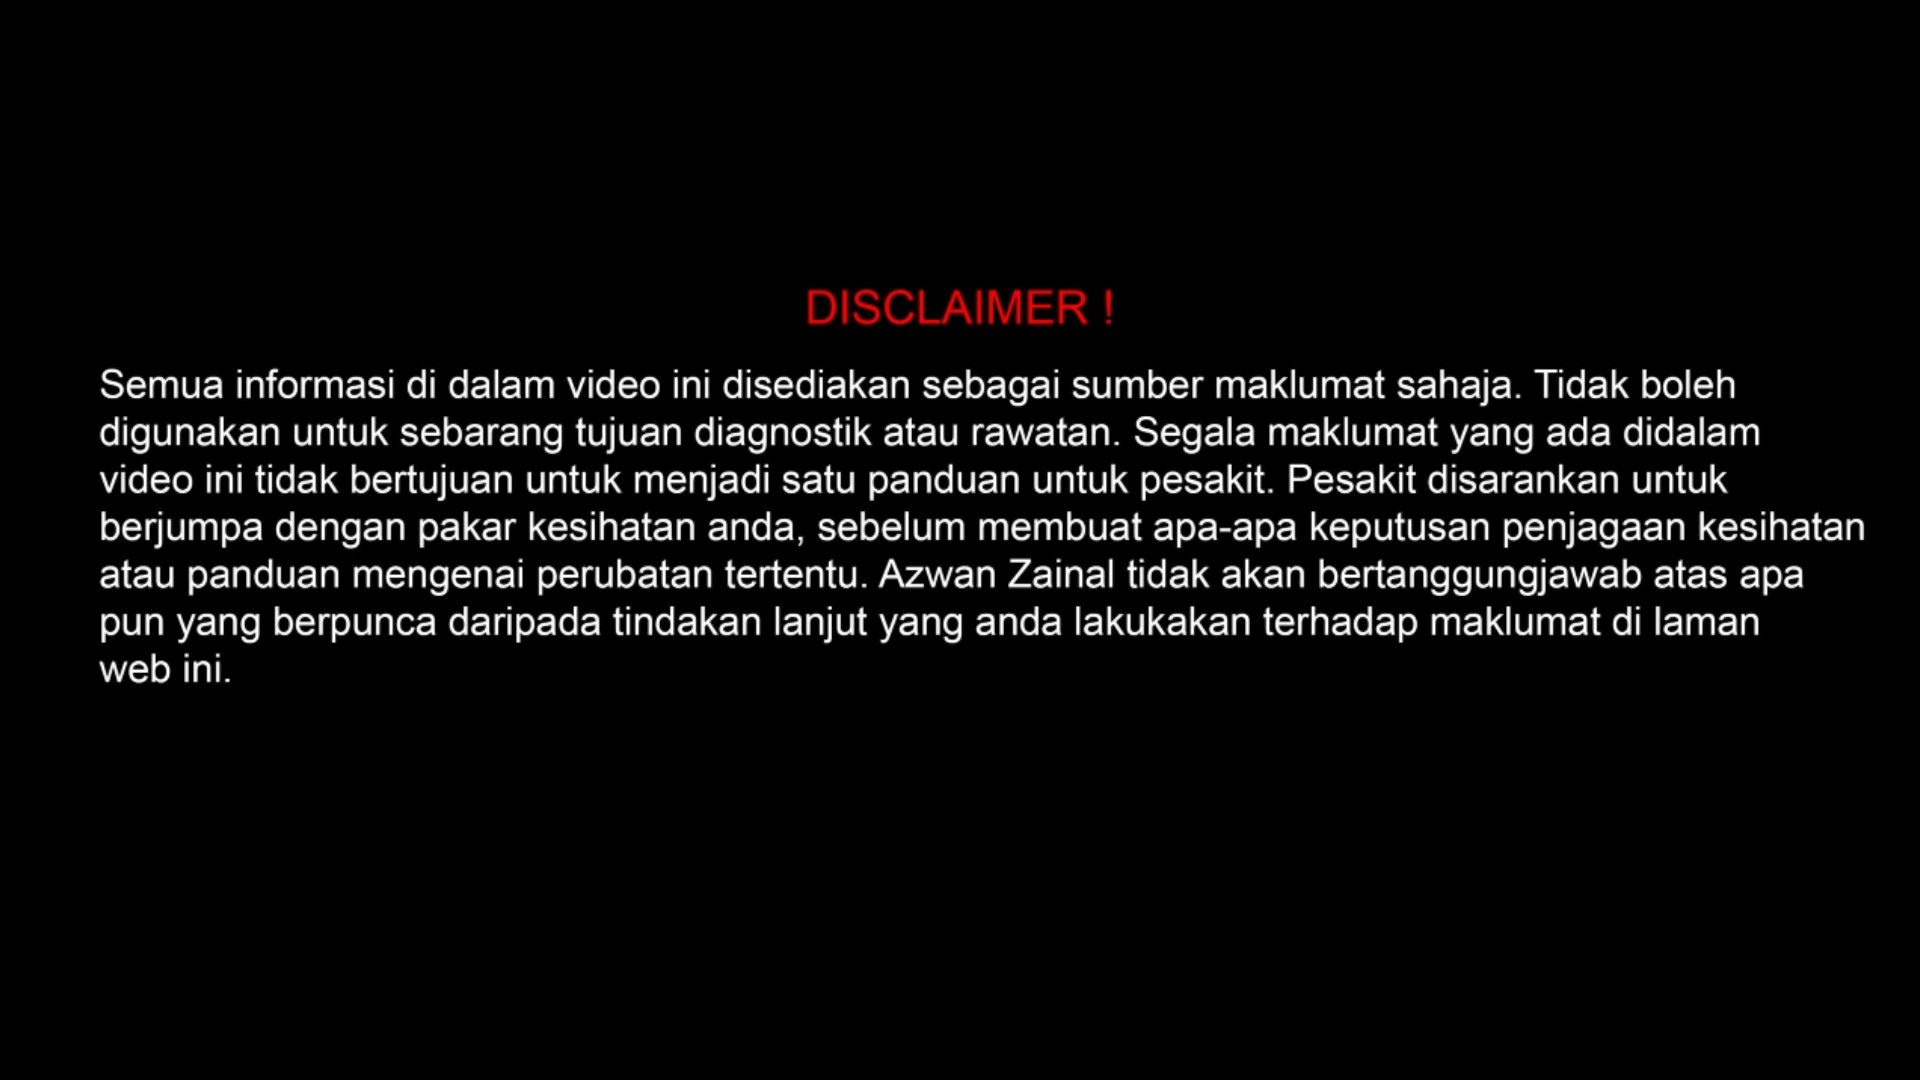 DISCLAIMER !
Semua informasi di dalam video ini disediakan sebagai sumber maklumat sahaja. Tidak boleh
digunakan untuk sebarang tujuan diagnostik atau rawatan. Segala maklumat yang ada didalam
video ini tidak bertujuan untuk menjadi satu panduan untuk pesakit. Pesakit disarankan untuk
berjumpa dengan pakar kesihatan anda, sebelum membuat apa-apa keputusan penjagaan kesihatan
atau panduan mengenai perubatan tertentu. Azwan Zainal tidak akan bertanggungjawab atas apa
pun yang berpunca daripada tindakan lanjut yang anda lakukakan terhadap maklumat di laman
web ini.